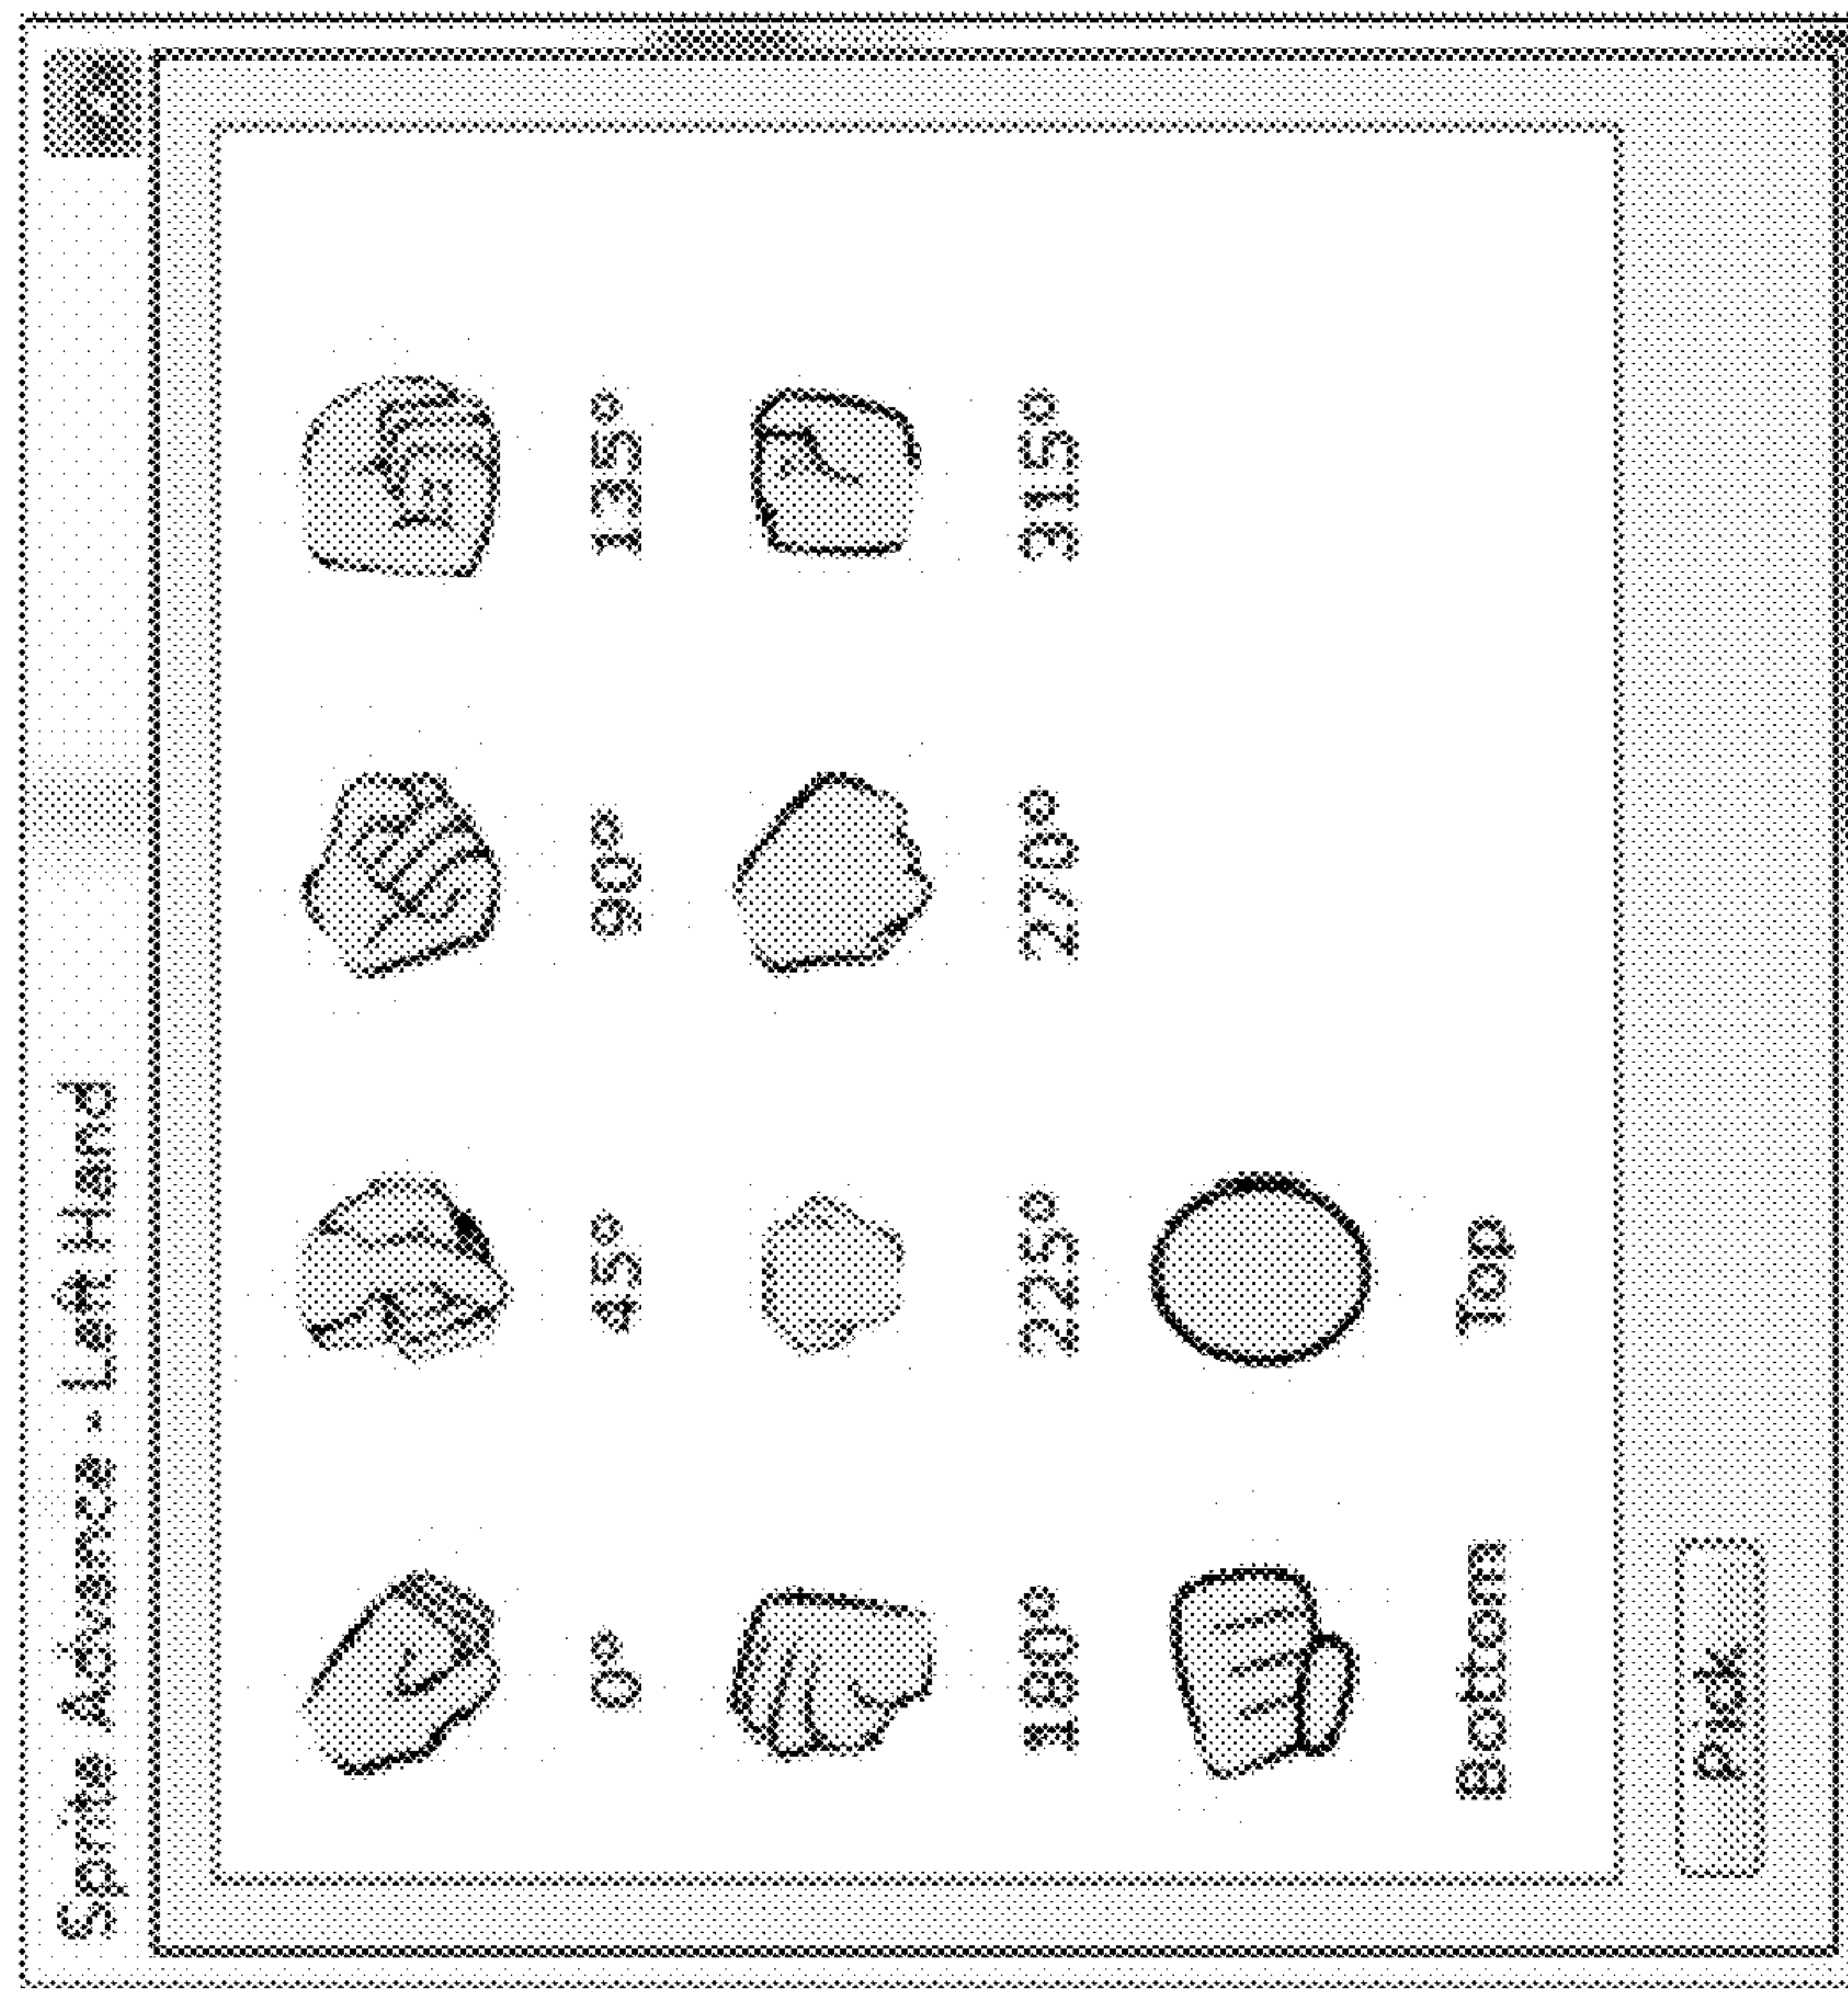 Sprite Advance - Left Hand
0° 45° 90° 135°
180° 225° 270° 315°
Bottom Top
Pick